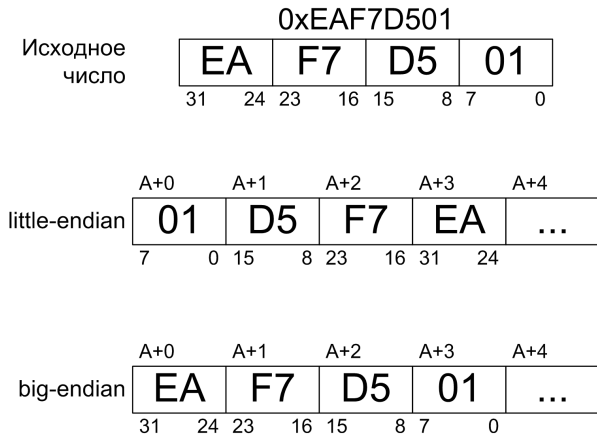 0xEAF7D501
Исходное число
EA F7 D5 01
31 24 23 16 15 8 7 0
A+0 A+1 A+2 A+3 A+4
little-endian 01 D5 F7 EA ...
7 0 15 8 23 16 31 24
A+0 A+1 A+2 A+3 A+4
big-endian EA F7 D5 01 ...
31 24 23 16 15 8 7 0